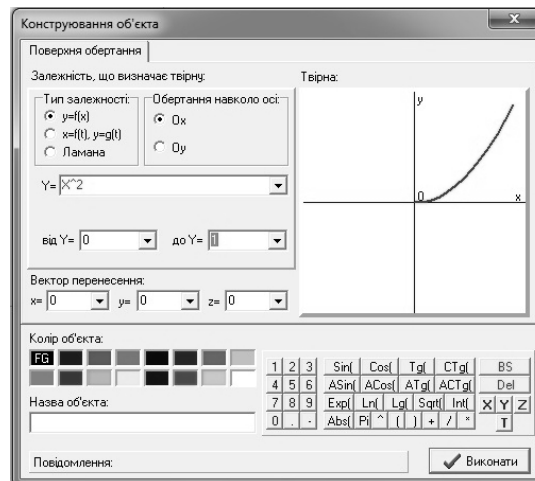 Конструювання об'єкта
x
Поверхня обертання
Залежність, що визначає твірну:
Твірна:
Тип залежності:
Обертання навколо осі:
y=f(x)
x=f(t), y=g(t)
Ламана
Ox
Oy
Y= X^2
від Y= 0 до Y= 1
y
0
x
Вектор перенесення:
x= 0 y= 0 z= 0
Колір об'єкта:
FG
Назва об'єкта:
1 2 3 Sin( Cos( Tg( CTg( BS
4 5 6 ASin( ACos( ATg( ACTg( Del
7 8 9 Exp( Ln( Lg( Sqrt( Int( X Y Z
0 . - Abs( Pi ^ ( ) + / * T
Повідомлення:
Виконати